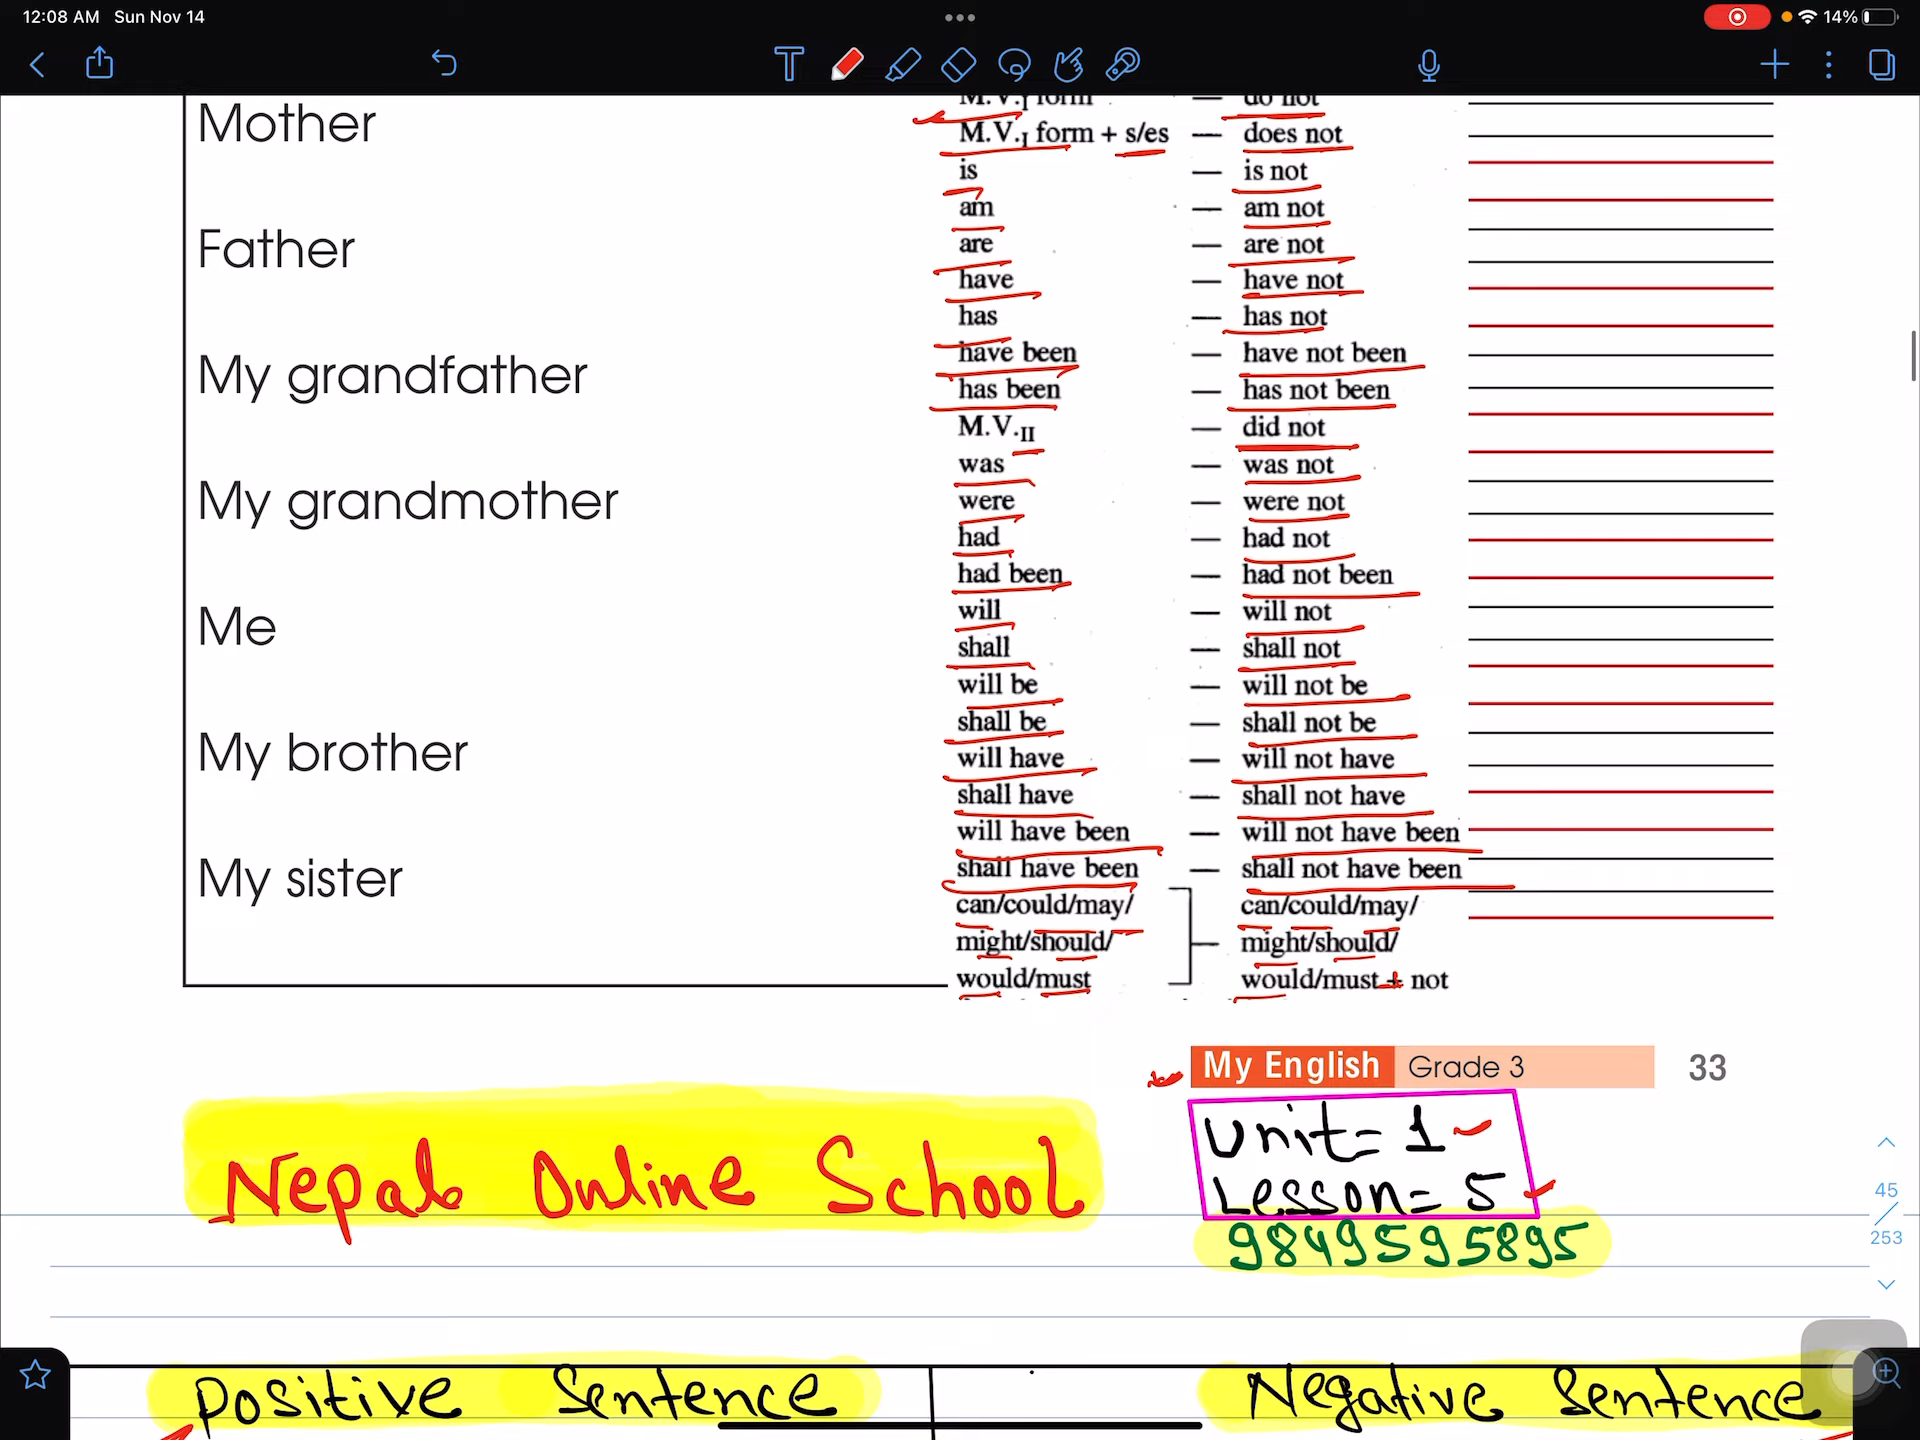 12:08 AM Sun Nov 14
14%
Mother
Father
My grandfather
My grandmother
Me
My brother
My sister
M.V.I form — do not
M.V.I form + s/es — does not
is — is not
am — am not
are — are not
have — have not
has — has not
have been — have not been
has been — has not been
M.V.II — did not
was — was not
were — were not
had — had not
had been — had not been
will — will not
shall — shall not
will be — will not be
shall be — shall not be
will have — will not have
shall have — shall not have
will have been — will not have been
shall have been — shall not have been
can/could/may/ can/could/may/
might/should/ — might/should/
would/must would/must + not
My English Grade 3 33
Nepal Online School
Unit= 1
Lesson= 5
9849595895
45
253
Positive Sentence
Negative Sentence